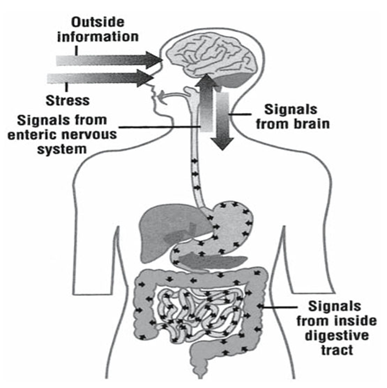 Outside
information
Stress
Signals from
enteric nervous
system
Signals
from brain
Signals
from inside
digestive
tract